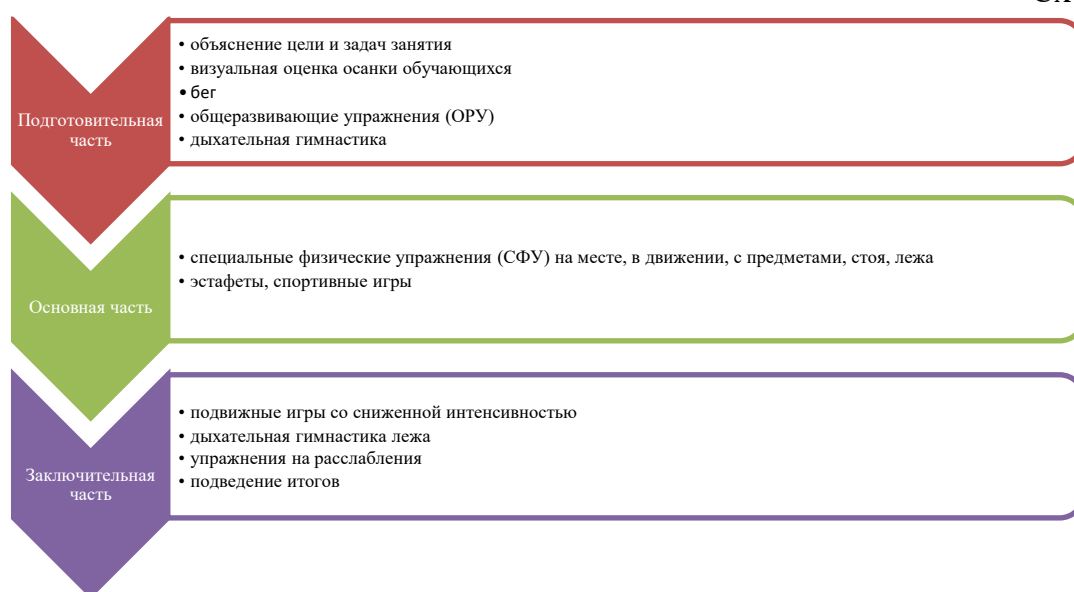 Подготовительная
часть
• объяснение цели и задач занятия
• визуальная оценка осанки обучающихся
• бег
• общеразвивающие упражнения (ОРУ)
• дыхательная гимнастика
Основная часть
• специальные физические упражнения (СФУ) на месте, в движении, с предметами, стоя, лежа
• эстафеты, спортивные игры
Заключительная
часть
• подвижные игры со сниженной интенсивностью
• дыхательная гимнастика лежа
• упражнения на расслабления
• подведение итогов